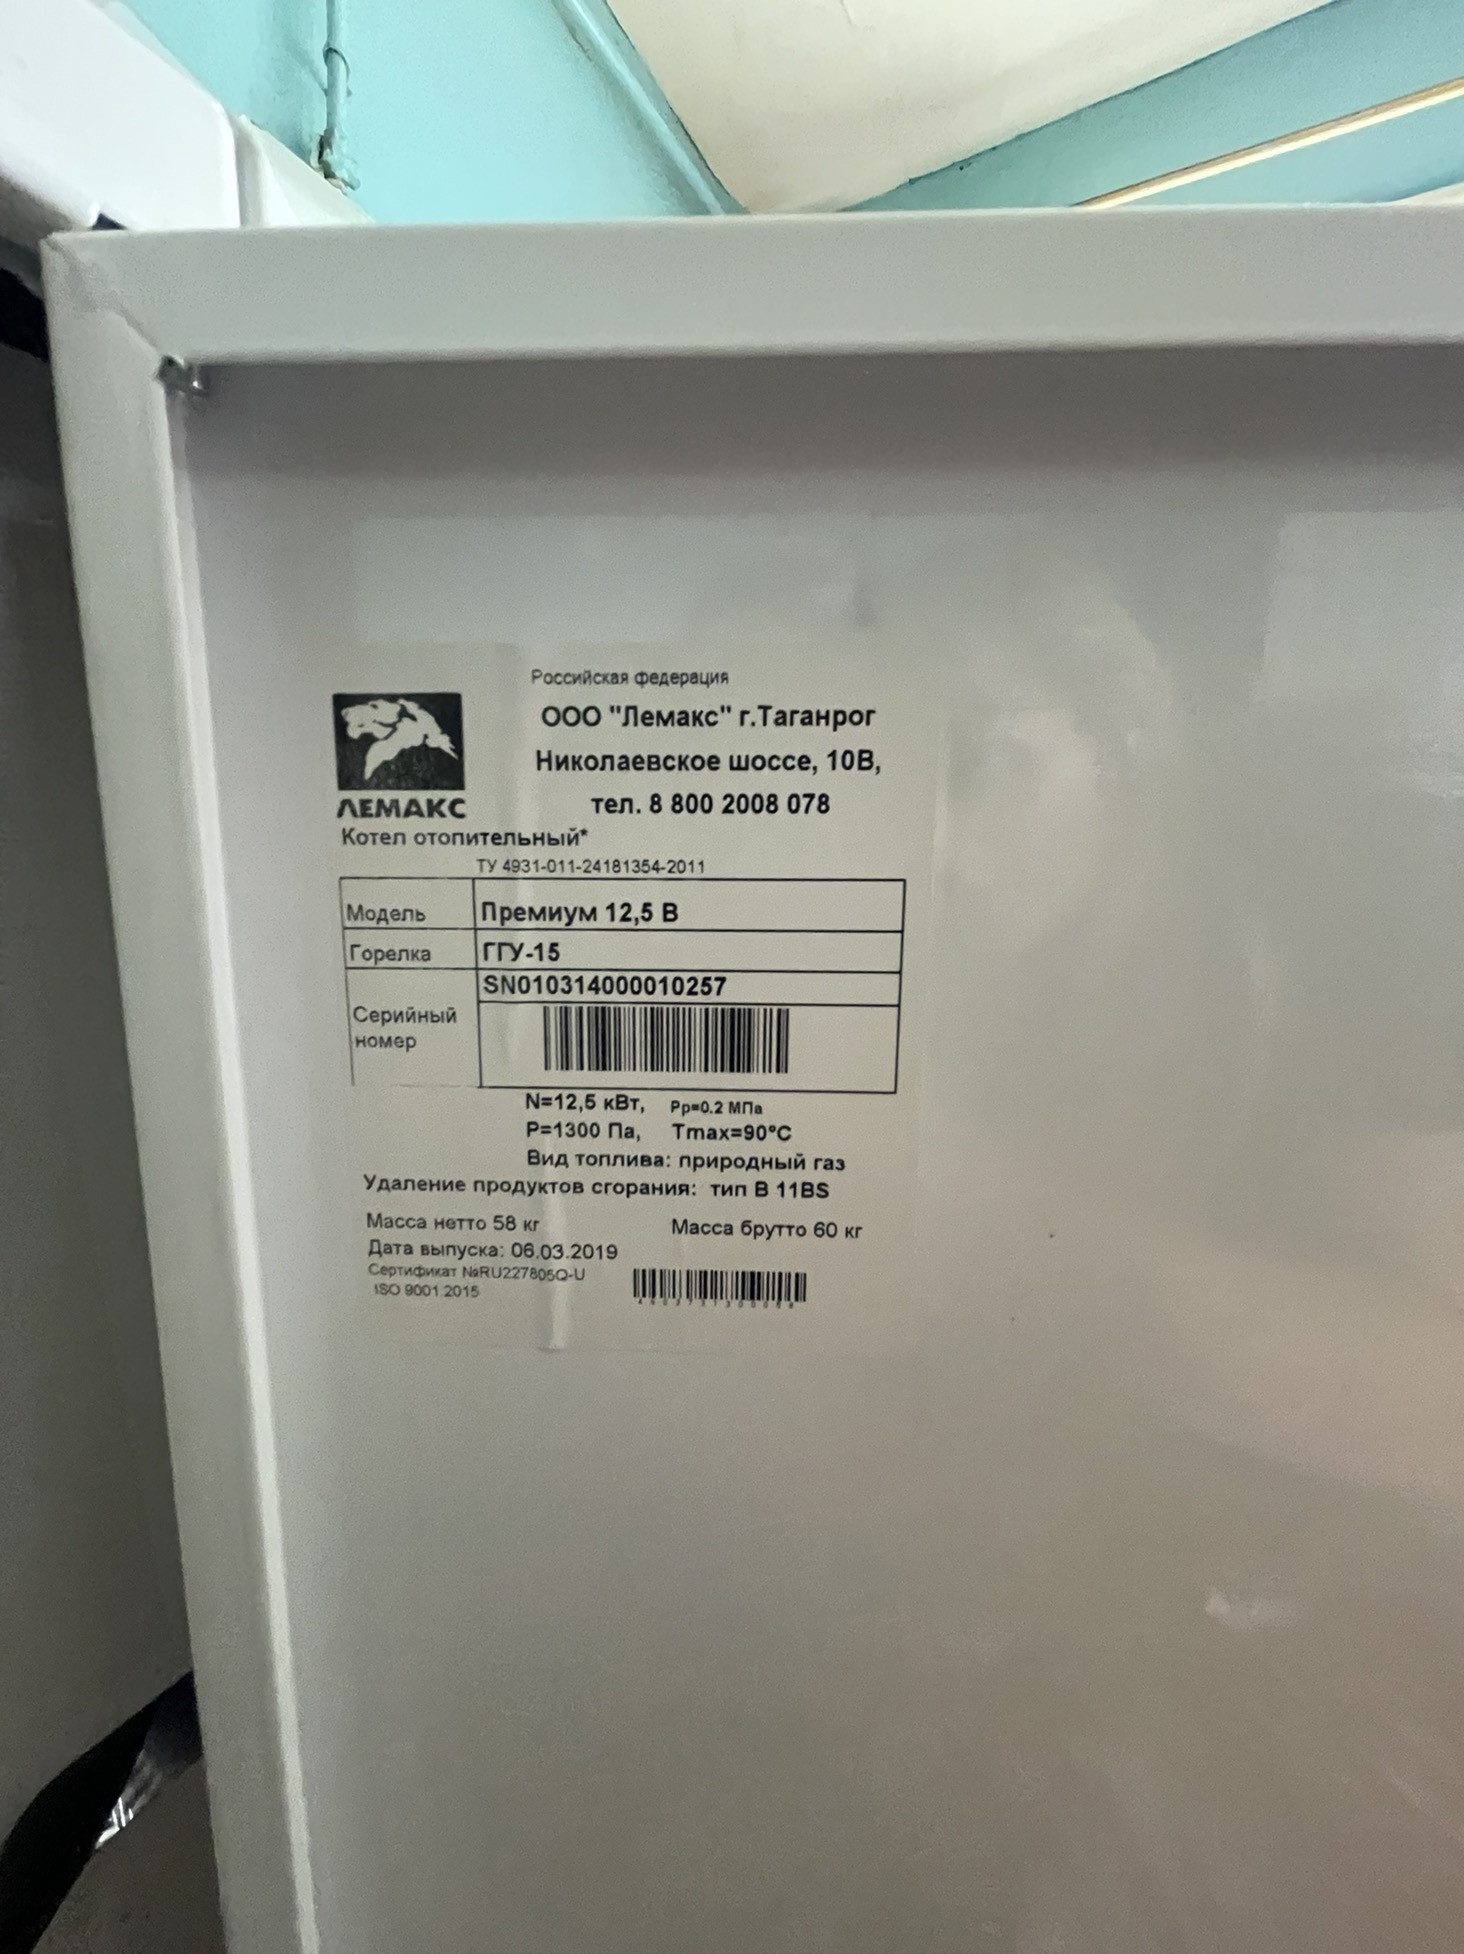 Российская федерация
ООО "Лемакс" г.Таганрог
Николаевское шоссе, 10В,
тел. 8 800 2008 078
ЛЕМАКС
Котел отопительный*
ТУ 4931-011-24181354-2011
Модель Премиум 12,5 В
Горелка ГГУ-15
SN010314000010257
Серийный
номер
N=12,5 кВт, Pp=0.2 МПа
P=1300 Па, Tmax=90°C
Вид топлива: природный газ
Удаление продуктов сгорания: тип В 11BS
Масса нетто 58 кг Масса брутто 60 кг
Дата выпуска: 06.03.2019
Сертификат №RU227805Q-U
ISO 9001:2015